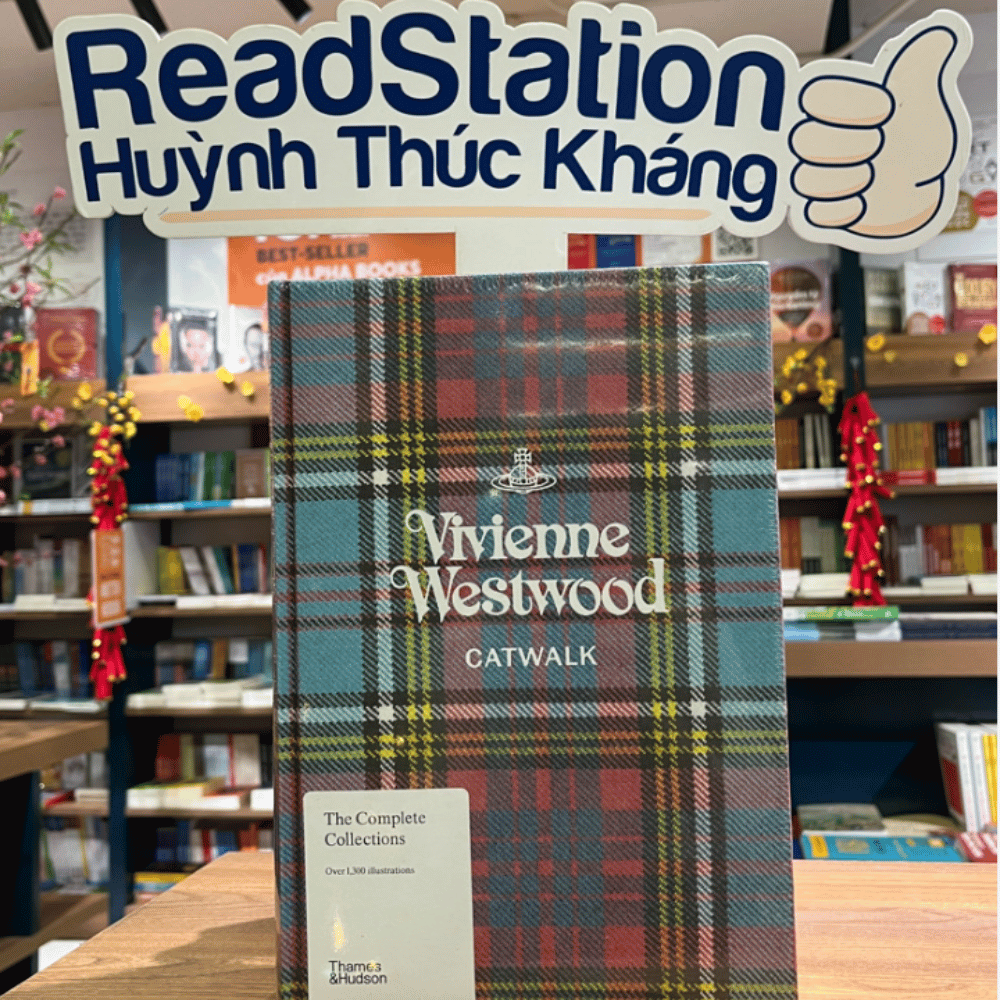 ReadStation
Huỳnh Thúc Kháng
BEST-SELLER
của ALPHA BOOKS
Vivienne
Westwood
CATWALK
The Complete
Collections
Over 1,300 illustrations
Thames
&Hudson